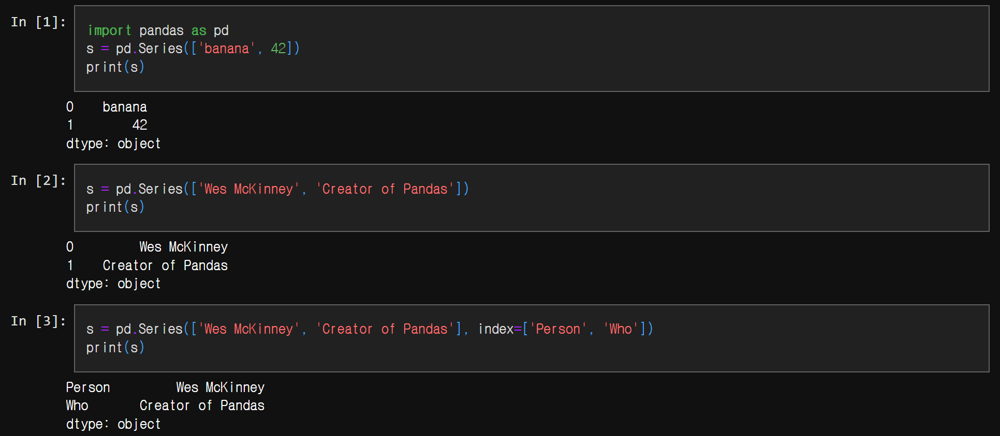 In [1]:
import pandas as pd
s = pd.Series(['banana', 42])
print(s)
0    banana
1        42
dtype: object
In [2]:
s = pd.Series(['Wes McKinney', 'Creator of Pandas'])
print(s)
0         Wes McKinney
1    Creator of Pandas
dtype: object
In [3]:
s = pd.Series(['Wes McKinney', 'Creator of Pandas'], index=['Person', 'Who'])
print(s)
Person         Wes McKinney
Who       Creator of Pandas
dtype: object